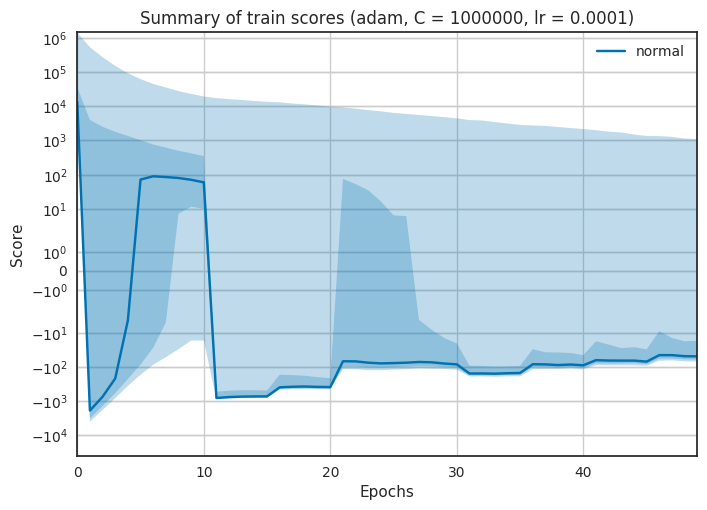 Summary of train scores (adam, C = 1000000, lr = 0.0001)
normal
Score
10^6
10^5
10^4
10^3
10^2
10^1
10^0
0
−10^0
−10^1
−10^2
−10^3
−10^4
0 10 20 30 40
Epochs